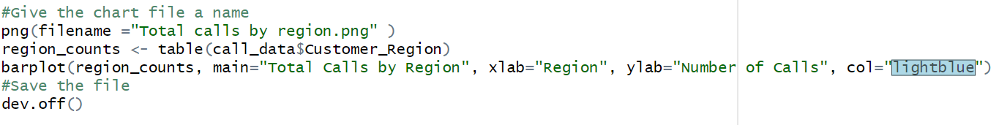 #Give the chart file a name
png(filename ="Total calls by region.png" )
region_counts <- table(call_data$Customer_Region)
barplot(region_counts, main="Total Calls by Region", xlab="Region", ylab="Number of Calls", col="lightblue")
#Save the file
dev.off()